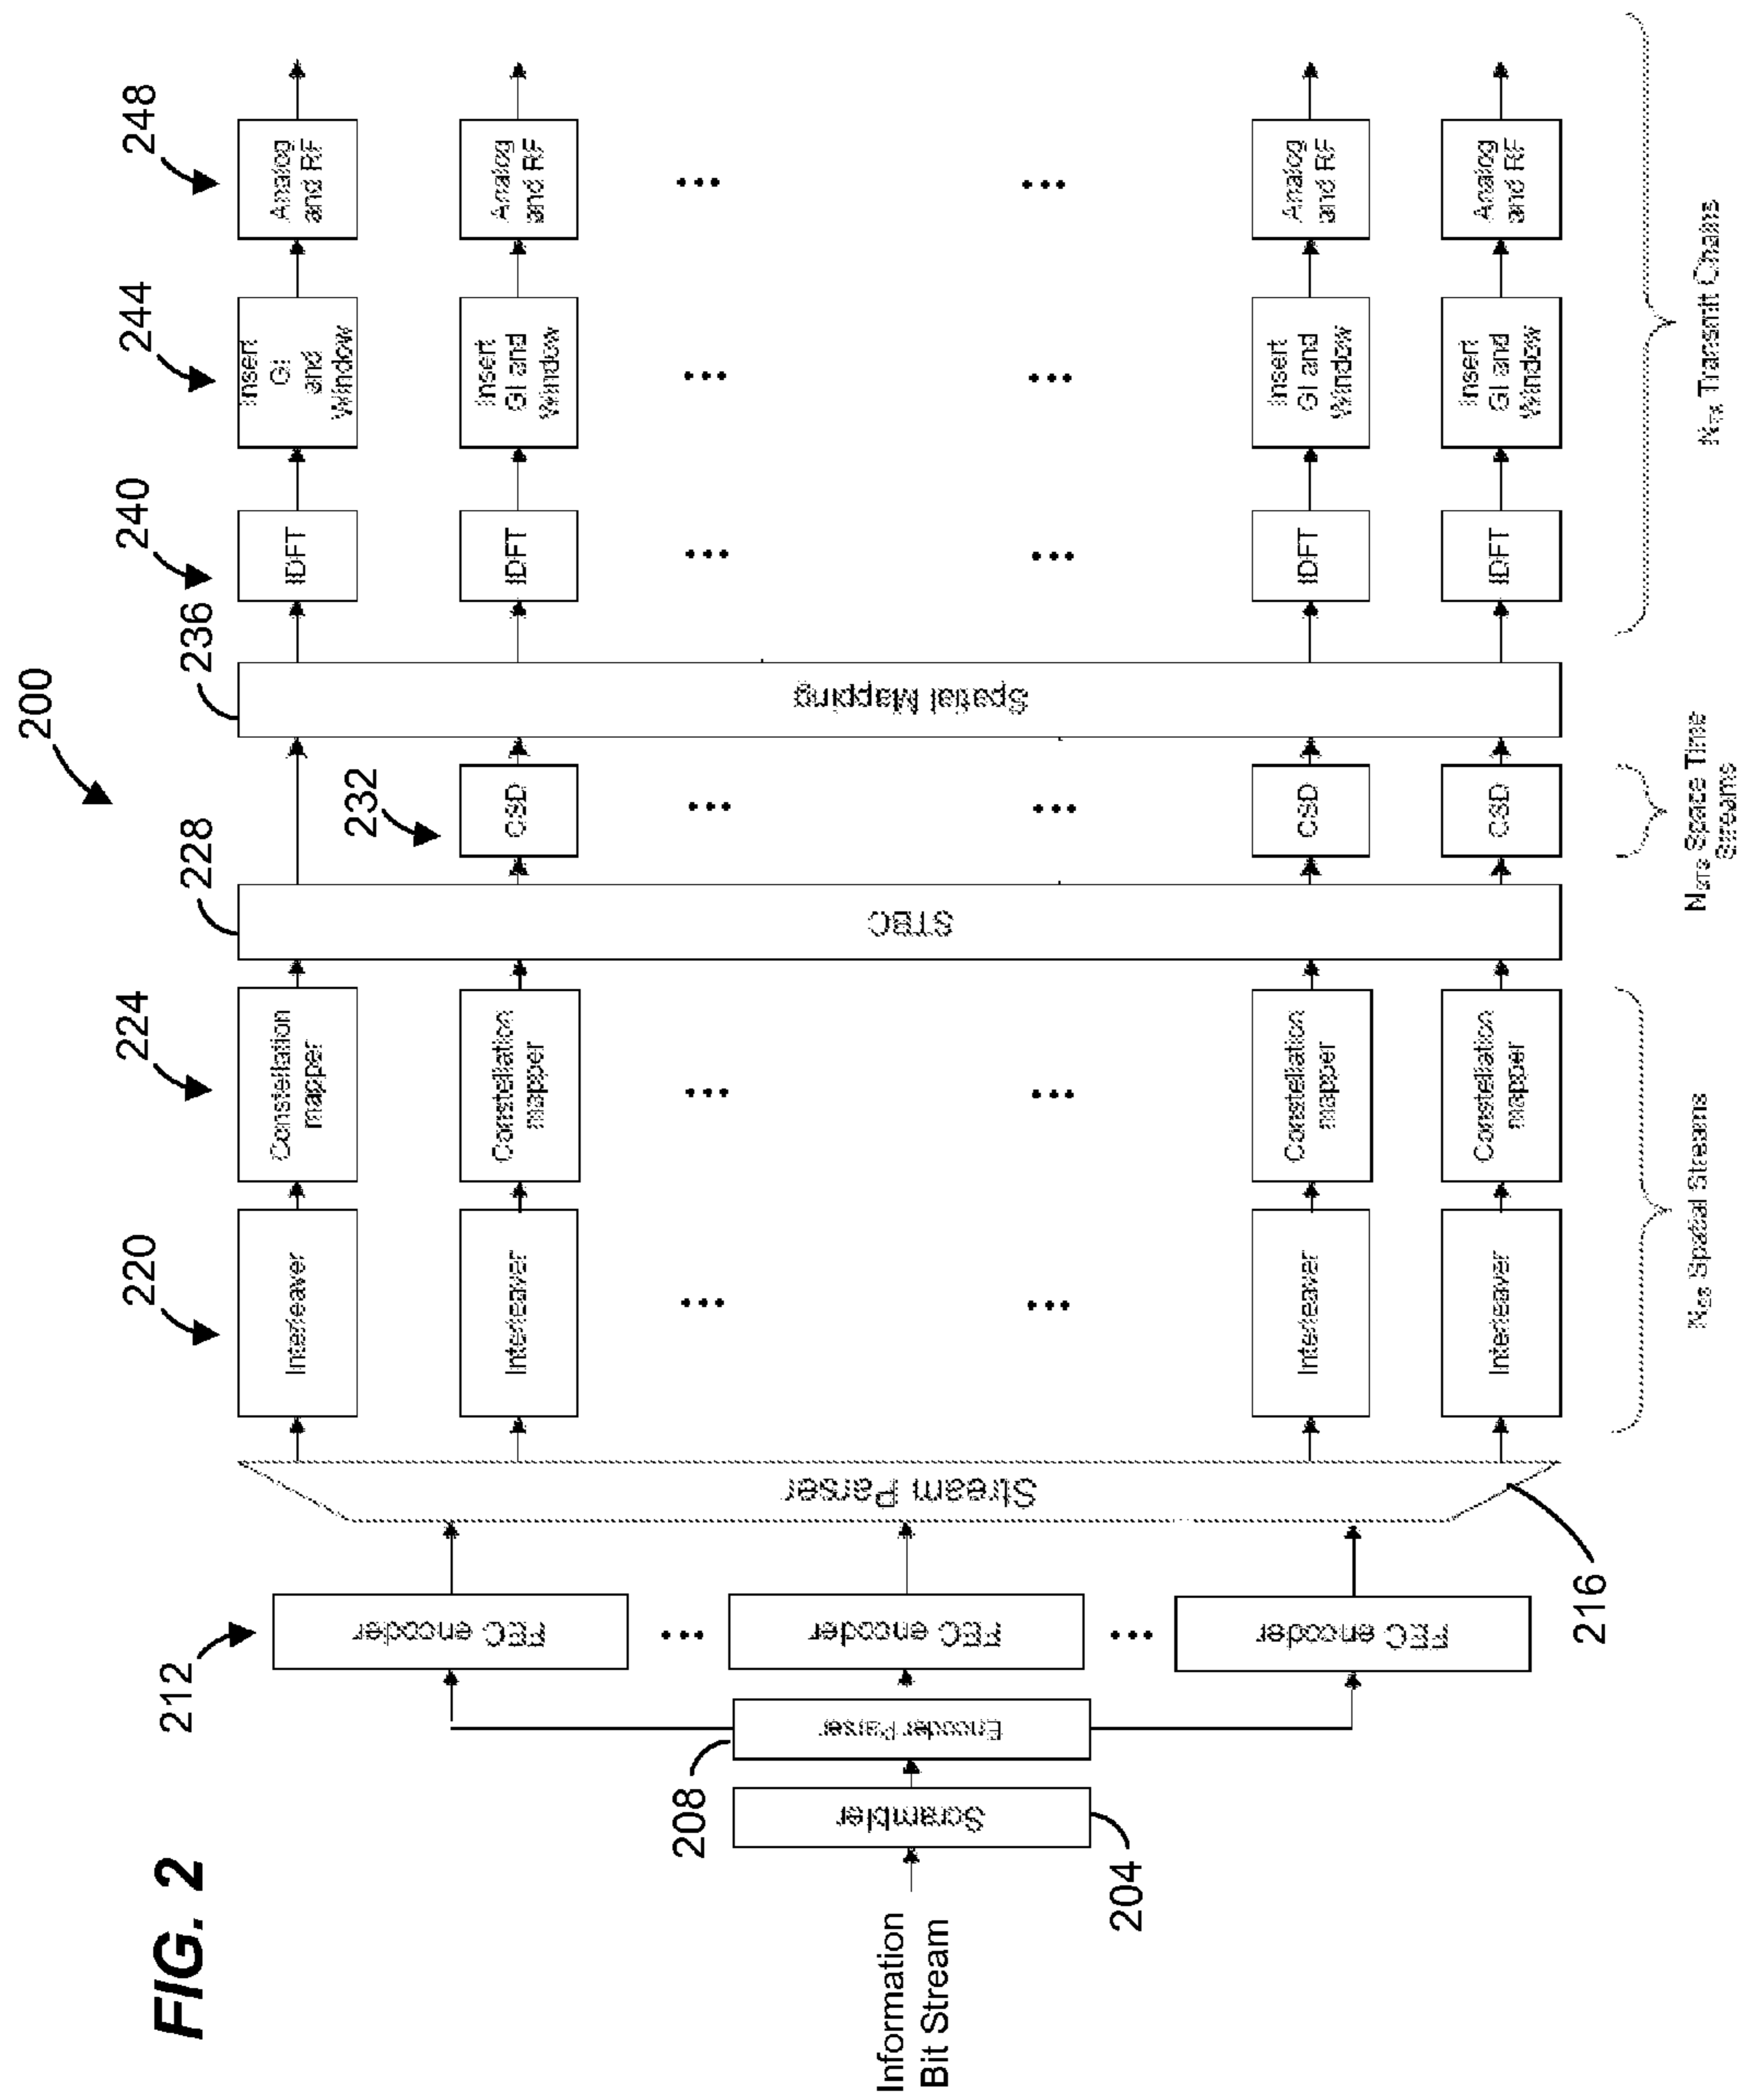 FIG. 2
200
Information
Bit Stream
204
Scrambler
208
Encoder Parser
212
FEC encoder
...
FEC encoder
...
FEC encoder
216
Stream Parser
220
Interleaver
Interleaver
...
...
Interleaver
Interleaver
224
Constellation
mapper
Constellation
mapper
...
...
Constellation
mapper
Constellation
mapper
N_SS Spatial Streams
228
STBC
232
CSD
...
...
CSD
CSD
N_STS Space Time
Streams
236
Spatial Mapping
240
IDFT
IDFT
...
...
IDFT
IDFT
244
Insert
GI
and
Window
Insert
GI and
Window
...
...
Insert
GI and
Window
Insert
GI and
Window
248
Analog
and RF
Analog
and RF
...
...
Analog
and RF
Analog
and RF
N_TX Transmit Chains